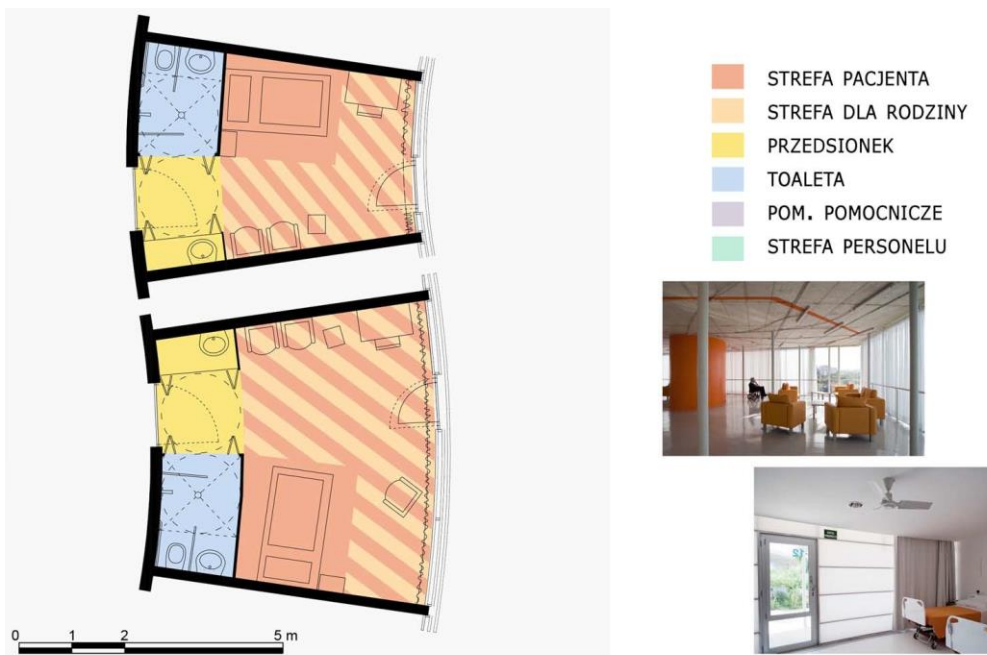 STREFA PACJENTA
STREFA DLA RODZINY
PRZEDSIONEK
TOALETA
POM. POMOCNICZE
STREFA PERSONELU
0 1 2 5 m